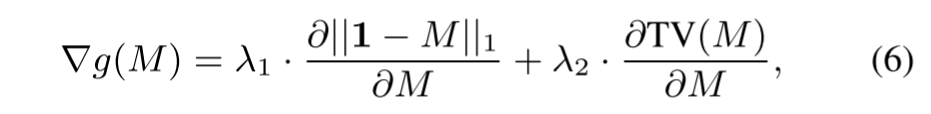 ∇g(M) = λ₁ · ∂||𝟏 − M||₁ / ∂M + λ₂ · ∂TV(M) / ∂M, (6)